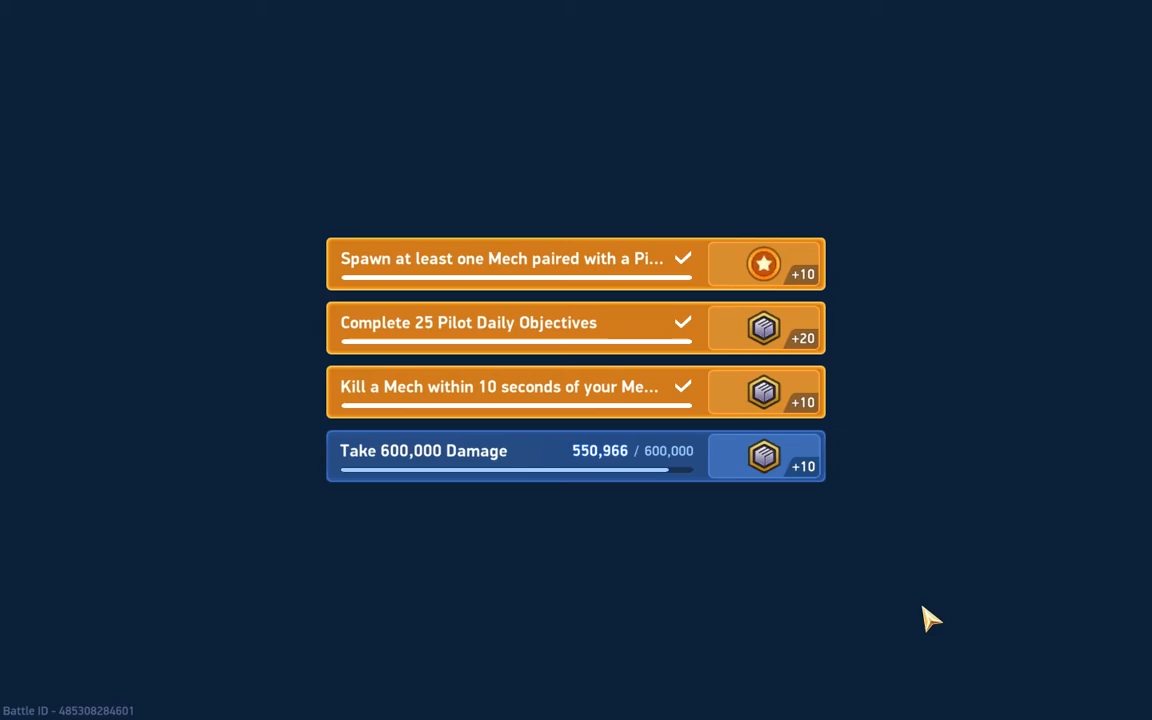 Spawn at least one Mech paired with a Pi...
+10
Complete 25 Pilot Daily Objectives
+20
Kill a Mech within 10 seconds of your Me...
+10
Take 600,000 Damage 550,966 / 600,000
+10
Battle ID - 485308284601